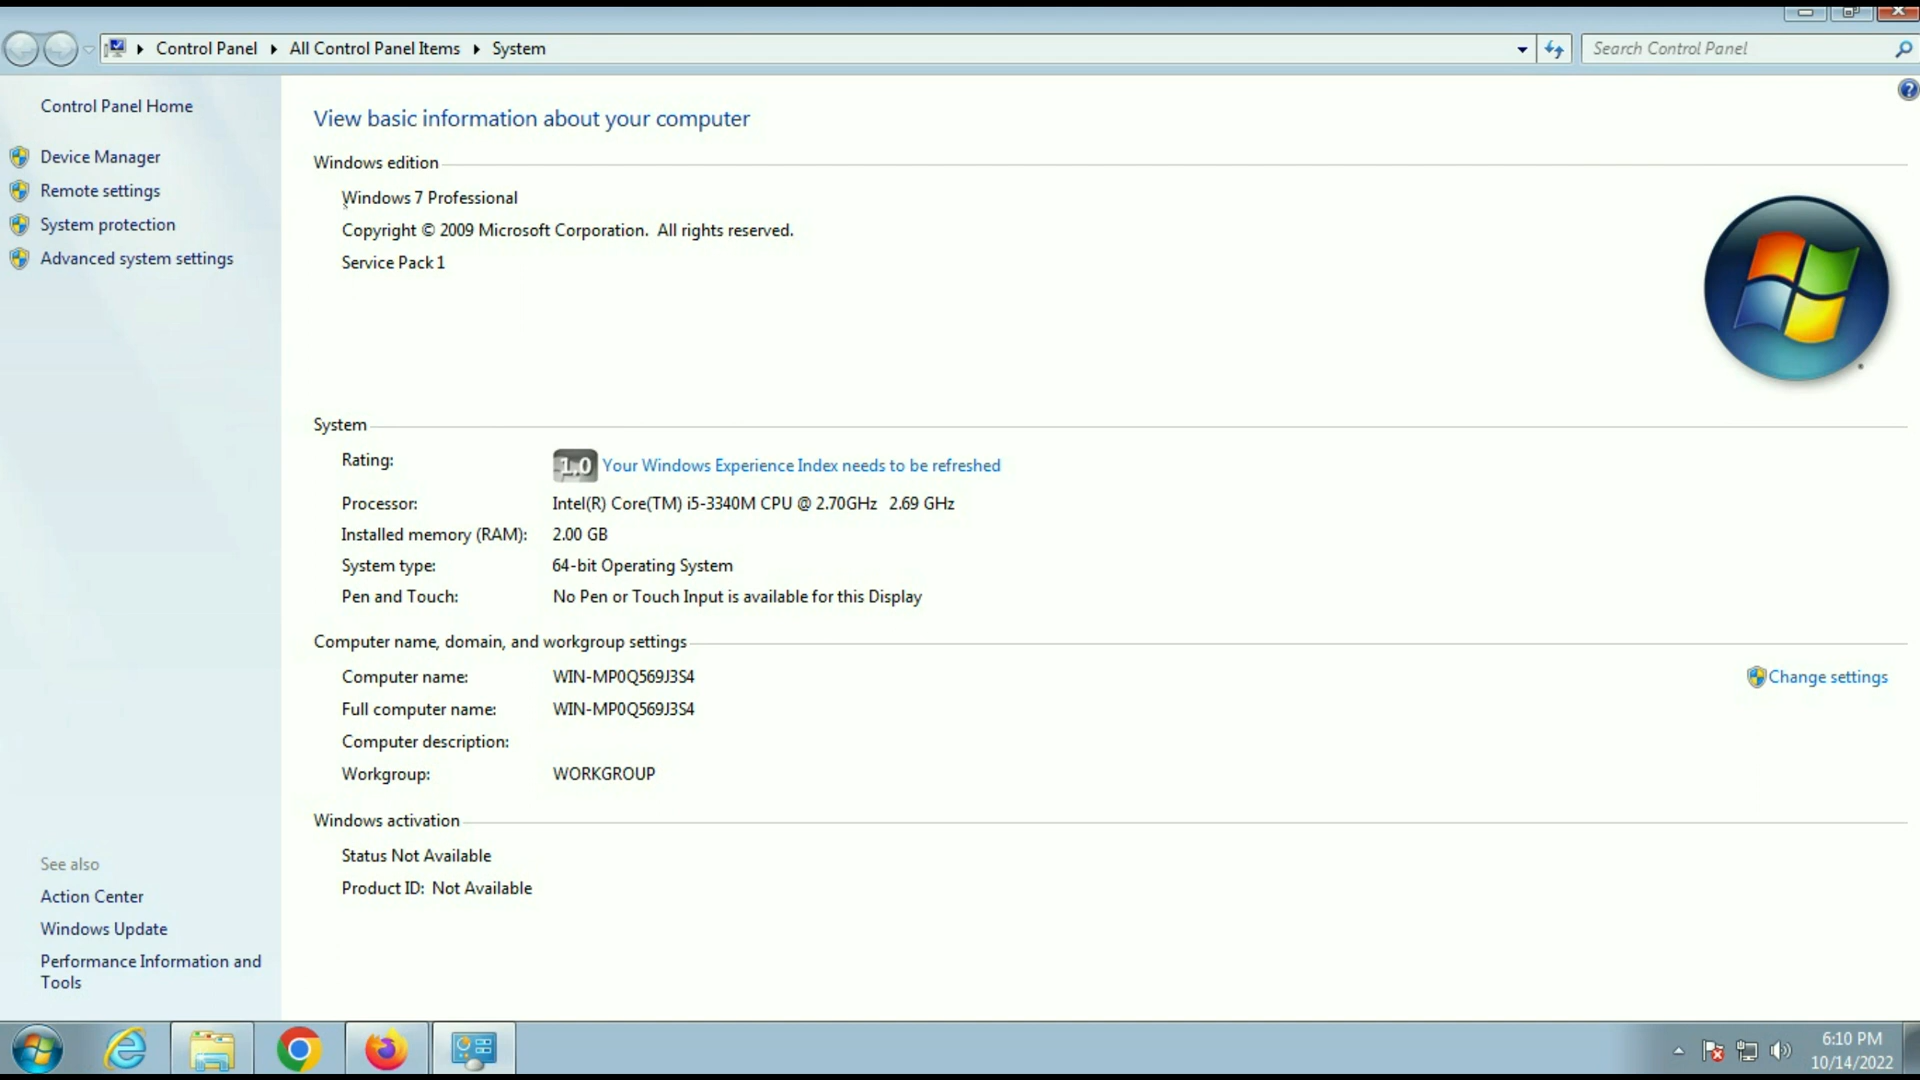 Control Panel
All Control Panel Items
System
Search Control Panel
Control Panel Home
Device Manager
Remote settings
System protection
Advanced system settings
View basic information about your computer
Windows edition
Windows 7 Professional
Copyright © 2009 Microsoft Corporation. All rights reserved.
Service Pack 1
System
Rating: 1.0 Your Windows Experience Index needs to be refreshed
Processor: Intel(R) Core(TM) i5-3340M CPU @ 2.70GHz 2.69 GHz
Installed memory (RAM): 2.00 GB
System type: 64-bit Operating System
Pen and Touch: No Pen or Touch Input is available for this Display
Computer name, domain, and workgroup settings
Computer name: WIN-MP0Q569J3S4
Change settings
Full computer name: WIN-MP0Q569J3S4
Computer description:
Workgroup: WORKGROUP
Windows activation
Status Not Available
Product ID: Not Available
See also
Action Center
Windows Update
Performance Information and
Tools
6:10 PM
10/14/2022